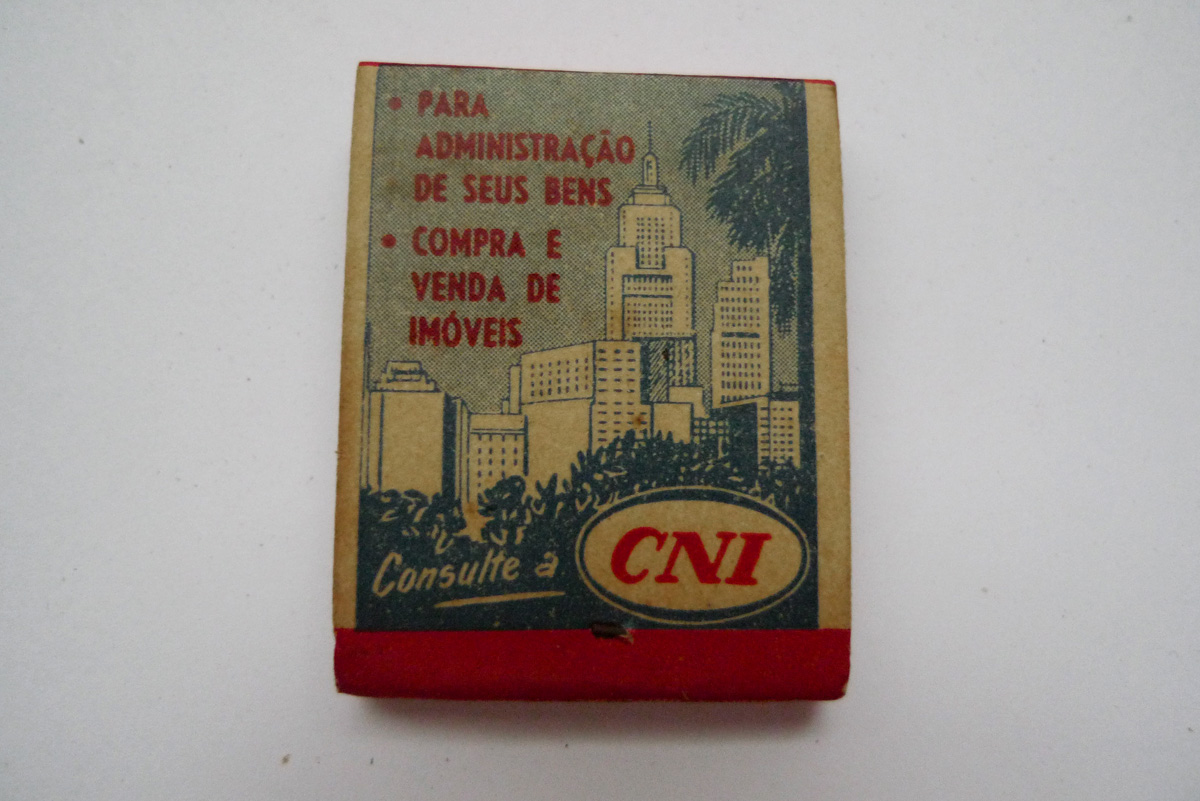 • PARA
ADMINISTRAÇÃO
DE SEUS BENS
• COMPRA E
VENDA DE
IMÓVEIS
Consulte a CNI